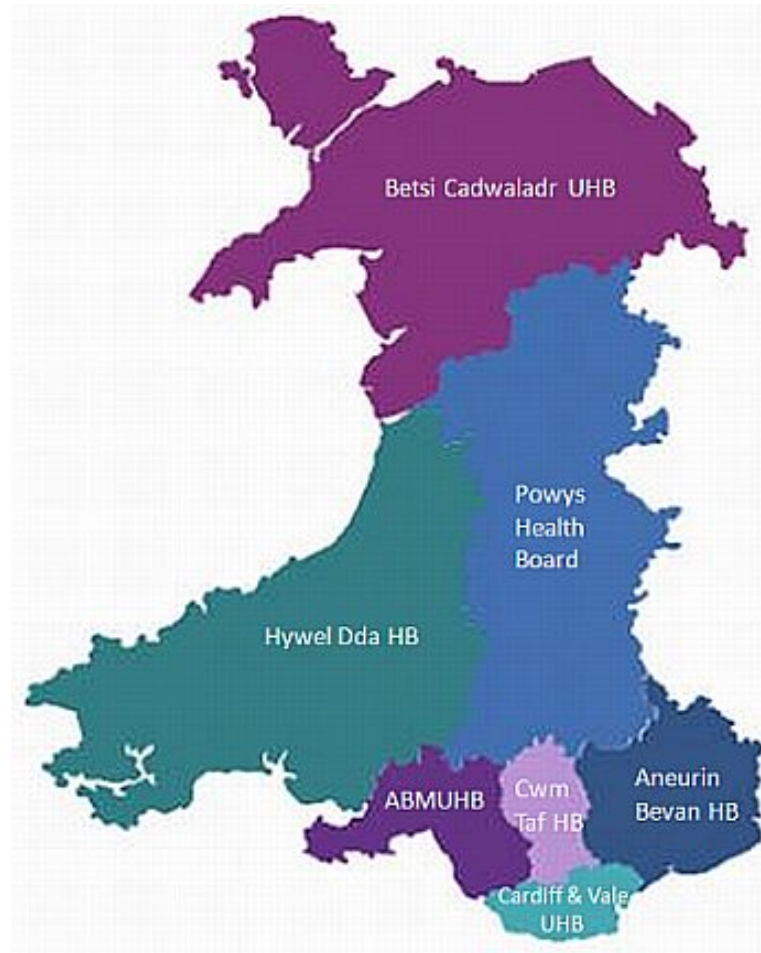 Betsi Cadwaladr UHB
Powys
Health
Board
Hywel Dda HB
ABMUHB
Cwm
Taf HB
Aneurin
Bevan HB
Cardiff & Vale
UHB